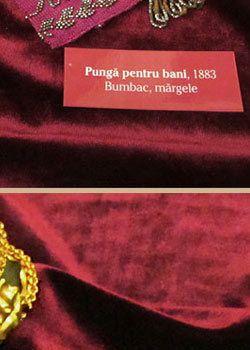 Pungă pentru bani, 1883
Bumbac, mărgele